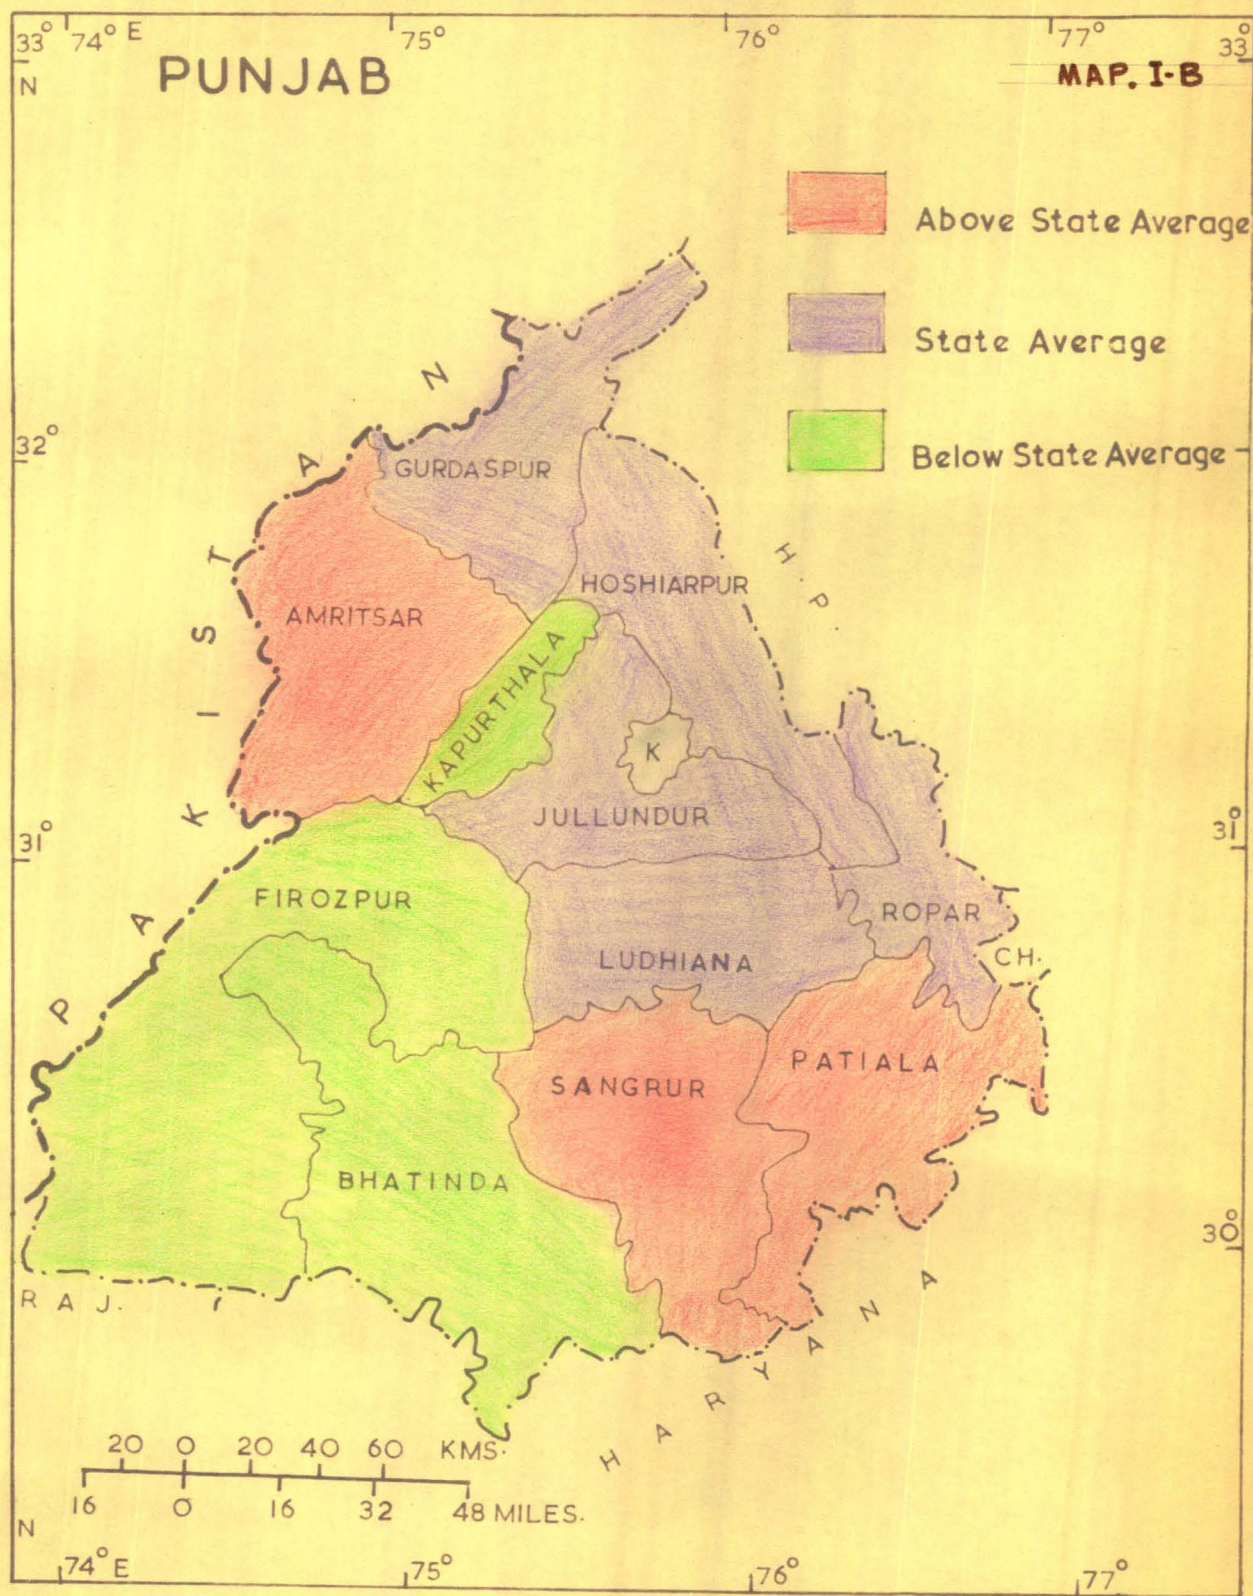 33° 74° E 75° 76° 77° 33
N
PUNJAB
MAP. I-B
Above State Average
State Average
Below State Average
32°
PAKISTAN
GURDASPUR
H.P.
HOSHIARPUR
AMRITSAR
KAPURTHALA
K
JULLUNDUR
31° 31°
FIROZPUR
ROPAR
LUDHIANA
CH.
PATIALA
SANGRUR
BHATINDA
30°
RAJ.
HARYANA
20 0 20 40 60 KMS.
16 0 16 32 48 MILES.
N
74° E 75° 76° 77°